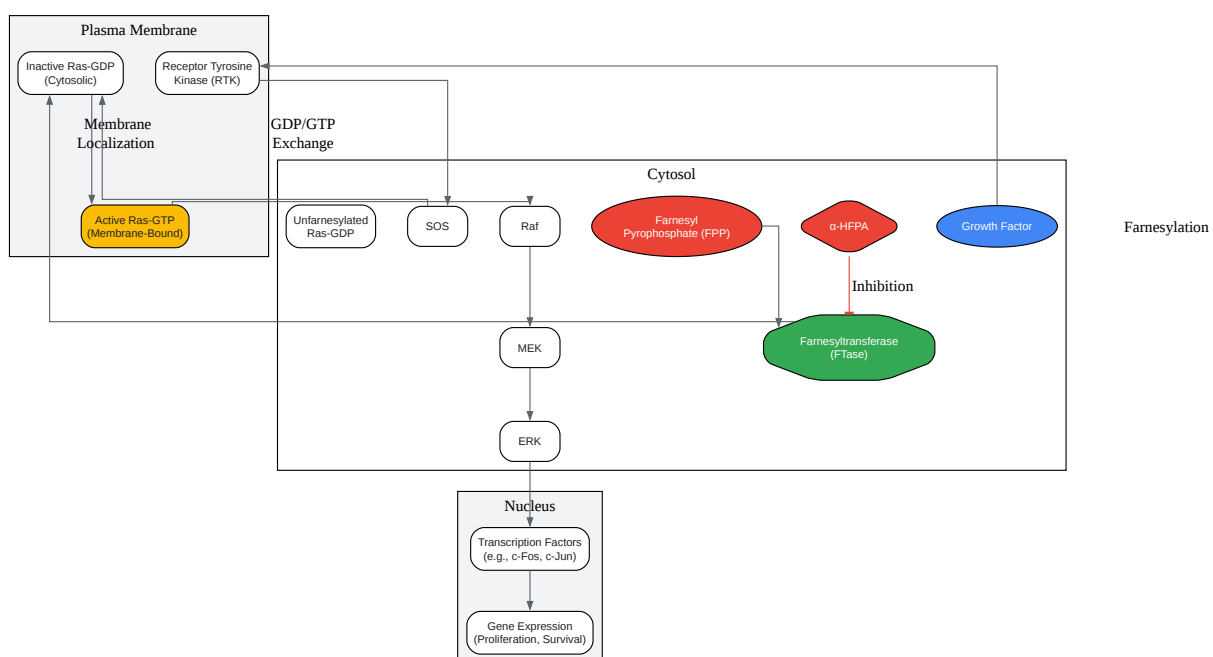 Plasma Membrane
Inactive Ras-GDP
(Cytosolic)
Receptor Tyrosine
Kinase (RTK)
Membrane
Localization
GDP/GTP
Exchange
Cytosol
Active Ras-GTP
(Membrane-Bound)
Unfarnesylated
Ras-GDP
SOS
Raf
Farnesyl
Pyrophosphate (FPP)
α-HFPA
Growth Factor
Farnesylation
Inhibition
MEK
Farnesyltransferase
(FTase)
ERK
Nucleus
Transcription Factors
(e.g., c-Fos, c-Jun)
Gene Expression
(Proliferation, Survival)